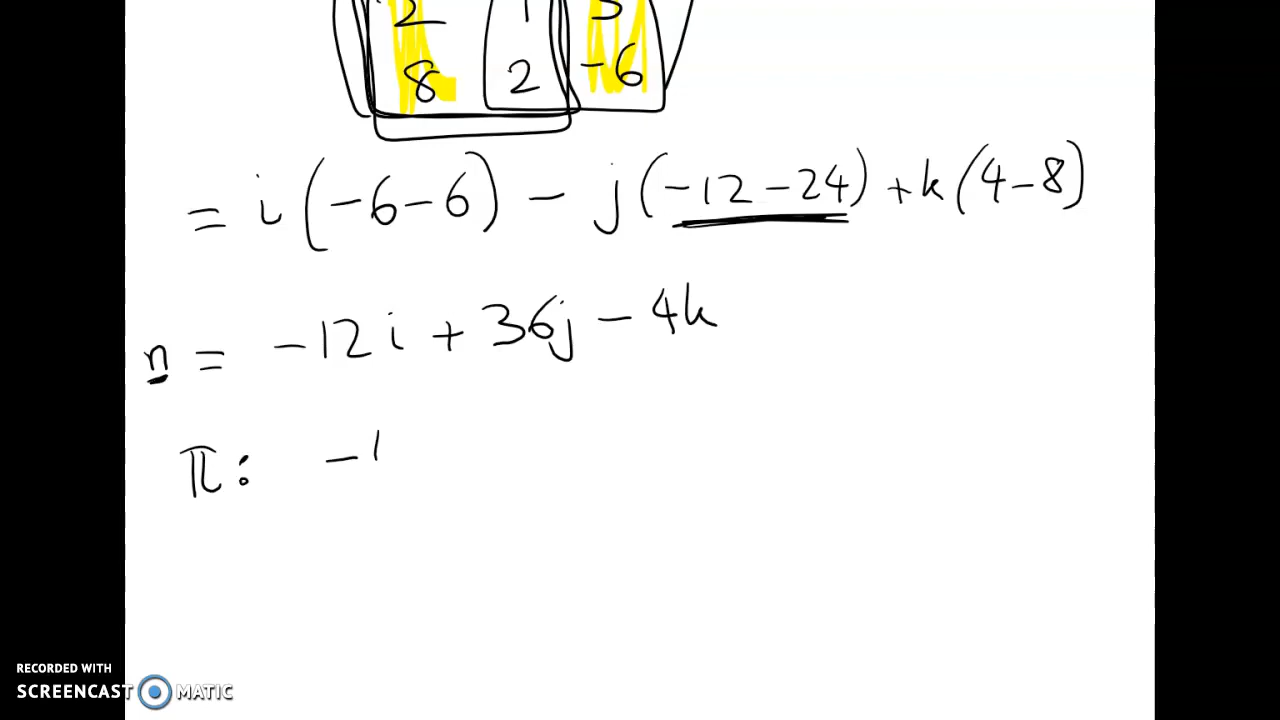 2 1 3
8 2 -6
= i (-6-6) - j (-12-24) + k (4-8)
n = -12i + 36j - 4k
π: -1
RECORDED WITH
SCREENCAST MATIC